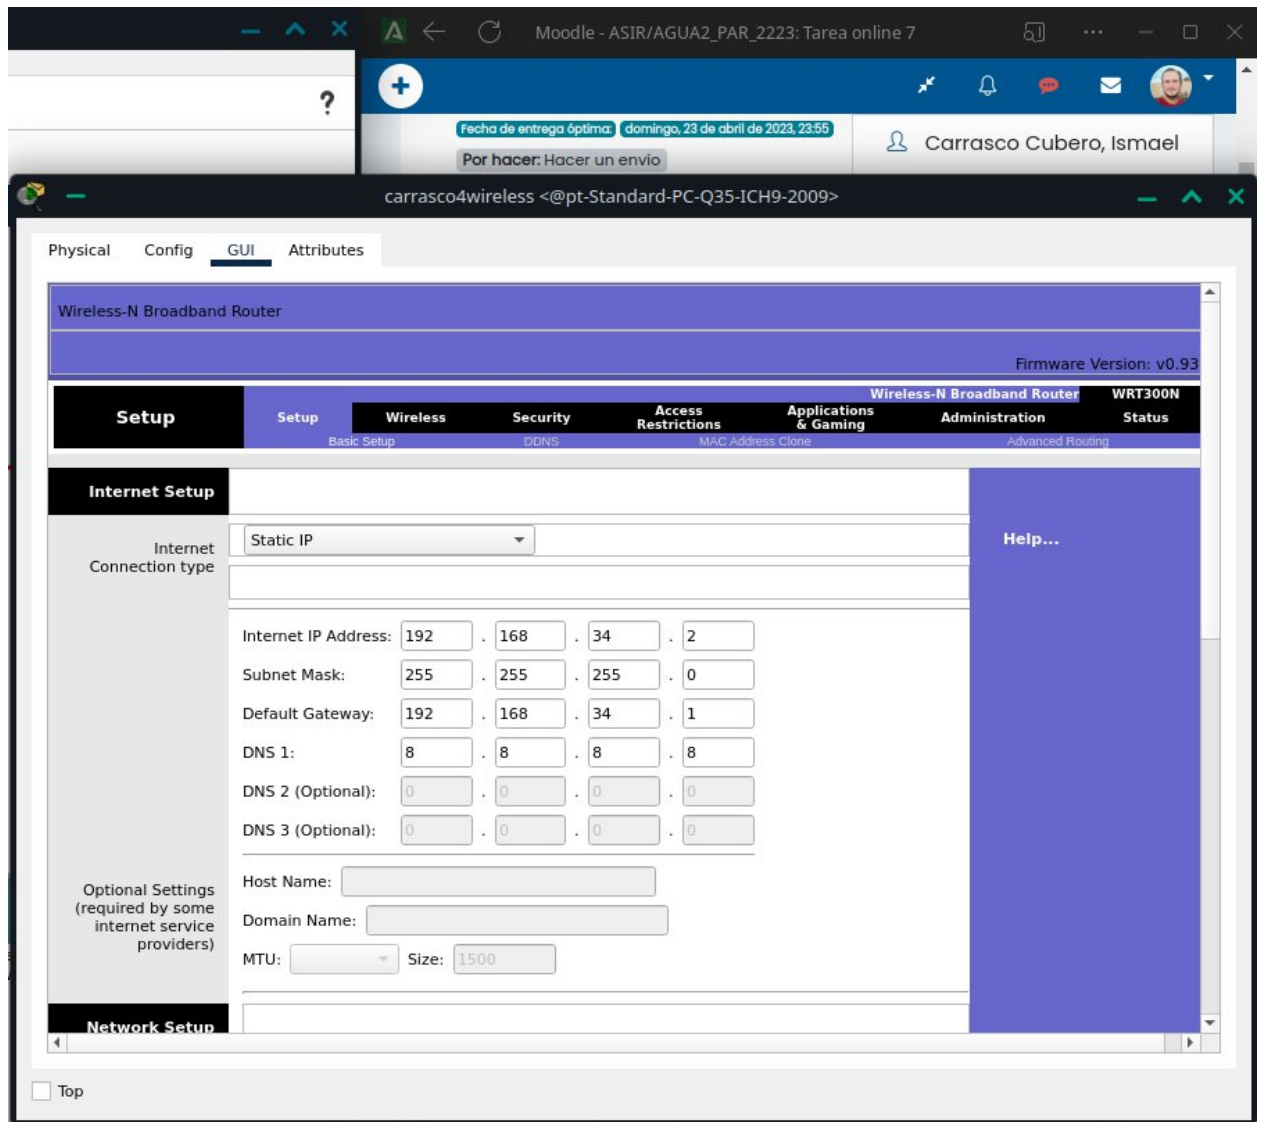 Moodle - ASIR/AGUA2_PAR_2223: Tarea online 7
?
Fecha de entrega óptima: domingo, 23 de abril de 2023, 23:55
Carrasco Cubero, Ismael
Por hacer: Hacer un envío
carrasco4wireless <@pt-Standard-PC-Q35-ICH9-2009>
Physical Config GUI Attributes
Wireless-N Broadband Router
Firmware Version: v0.93
Wireless-N Broadband Router WRT300N
Setup Setup Wireless Security Access Restrictions Applications & Gaming Administration Status
Basic Setup DDNS MAC Address Clone Advanced Routing
Internet Setup
Internet
Connection type
Static IP
Help...
Internet IP Address: 192 . 168 . 34 . 2
Subnet Mask: 255 . 255 . 255 . 0
Default Gateway: 192 . 168 . 34 . 1
DNS 1: 8 . 8 . 8 . 8
DNS 2 (Optional): 0 . 0 . 0 . 0
DNS 3 (Optional): 0 . 0 . 0 . 0
Optional Settings
(required by some
internet service
providers)
Host Name:
Domain Name:
MTU: Size: 1500
Network Setup
Top